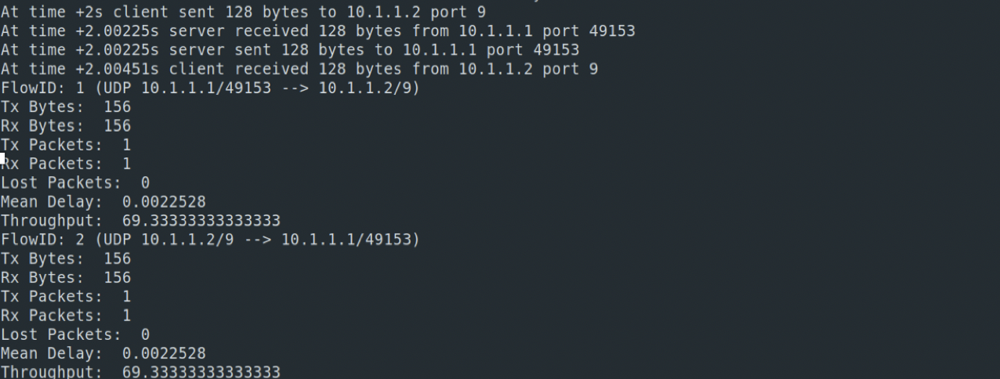 At time +2s client sent 128 bytes to 10.1.1.2 port 9
At time +2.00225s server received 128 bytes from 10.1.1.1 port 49153
At time +2.00225s server sent 128 bytes to 10.1.1.1 port 49153
At time +2.00451s client received 128 bytes from 10.1.1.2 port 9
FlowID: 1 (UDP 10.1.1.1/49153 --> 10.1.1.2/9)
Tx Bytes:  156
Rx Bytes:  156
Tx Packets:  1
Rx Packets:  1
Lost Packets:  0
Mean Delay:  0.0022528
Throughput:  69.33333333333333
FlowID: 2 (UDP 10.1.1.2/9 --> 10.1.1.1/49153)
Tx Bytes:  156
Rx Bytes:  156
Tx Packets:  1
Rx Packets:  1
Lost Packets:  0
Mean Delay:  0.0022528
Throughput:  69.33333333333333